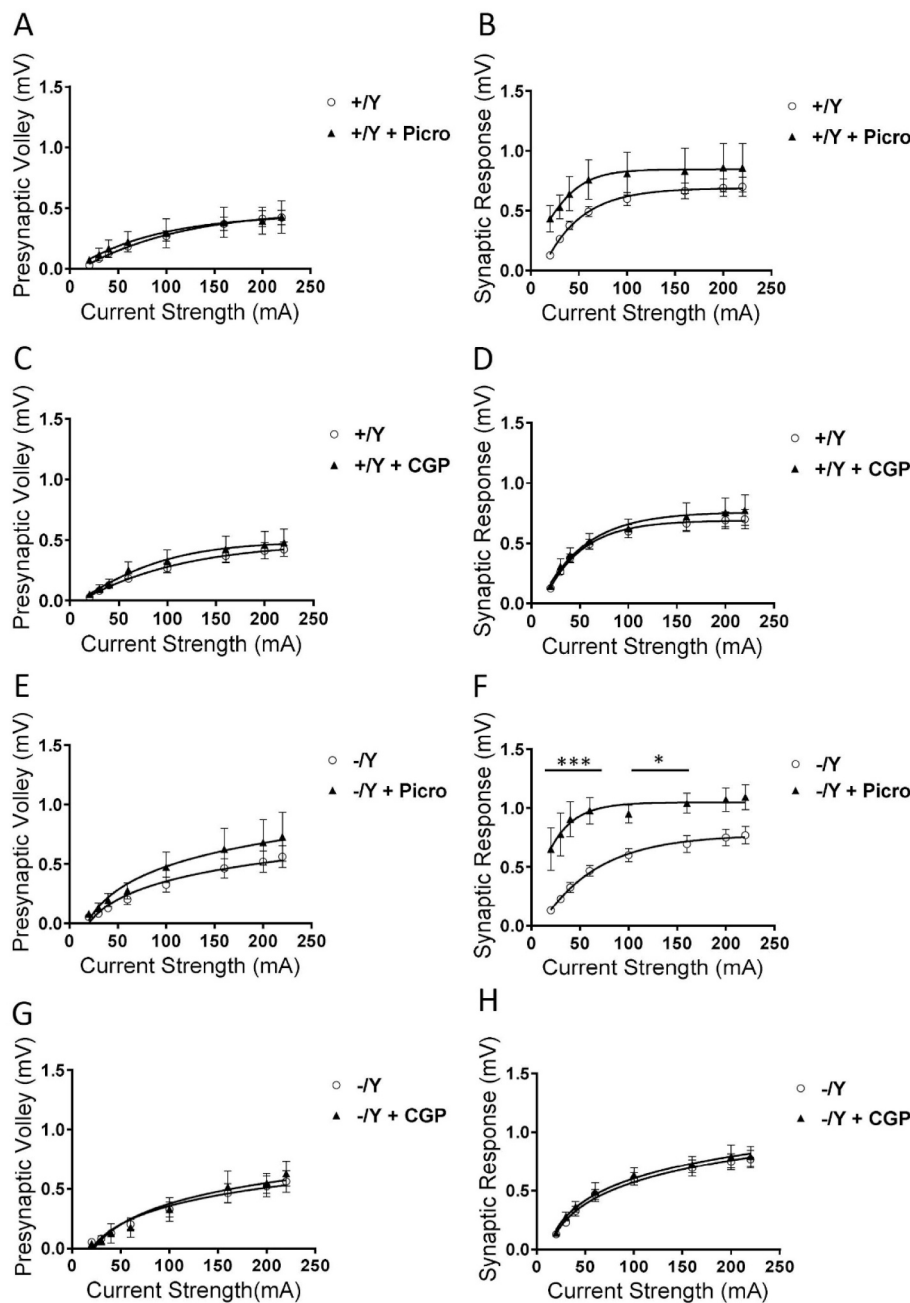 A
Presynaptic Volley (mV)
1.5
1.0
0.5
0.0
0 50 100 150 200 250
Current Strength (mA)
+/Y
+/Y + Picro
B
Synaptic Response (mV)
1.5
1.0
0.5
0.0
0 50 100 150 200 250
Current Strength (mA)
+/Y
+/Y + Picro
C
Presynaptic Volley (mV)
1.5
1.0
0.5
0.0
0 50 100 150 200 250
Current Strength (mA)
+/Y
+/Y + CGP
D
Synaptic Response (mV)
1.5
1.0
0.5
0.0
0 50 100 150 200 250
Current Strength (mA)
+/Y
+/Y + CGP
E
Presynaptic Volley (mV)
1.5
1.0
0.5
0.0
0 50 100 150 200 250
Current Strength (mA)
-/Y
-/Y + Picro
F
Synaptic Response (mV)
1.5
1.0
0.5
0.0
*** *
0 50 100 150 200 250
Current Strength (mA)
-/Y
-/Y + Picro
G
Presynaptic Volley (mV)
1.5
1.0
0.5
0.0
0 50 100 150 200 250
Current Strength(mA)
-/Y
-/Y + CGP
H
Synaptic Response (mV)
1.5
1.0
0.5
0.0
0 50 100 150 200 250
Current Strength (mA)
-/Y
-/Y + CGP